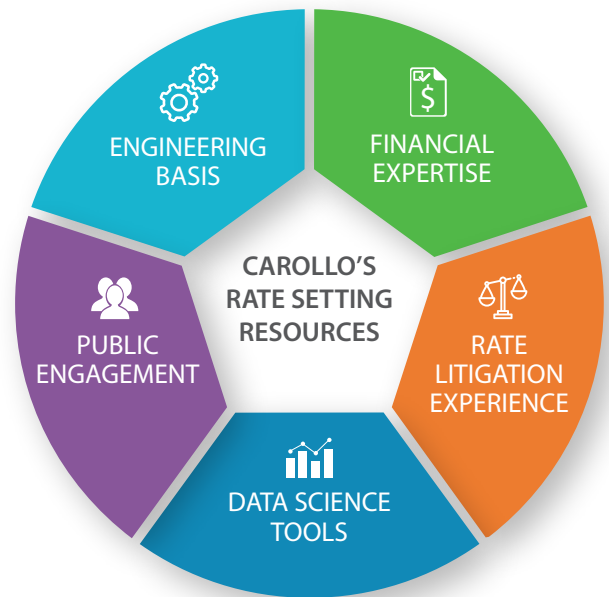 ENGINEERING
BASIS
$
FINANCIAL
EXPERTISE
CAROLLO'S
RATE SETTING
RESOURCES
PUBLIC
ENGAGEMENT
RATE
LITIGATION
EXPERIENCE
DATA SCIENCE
TOOLS